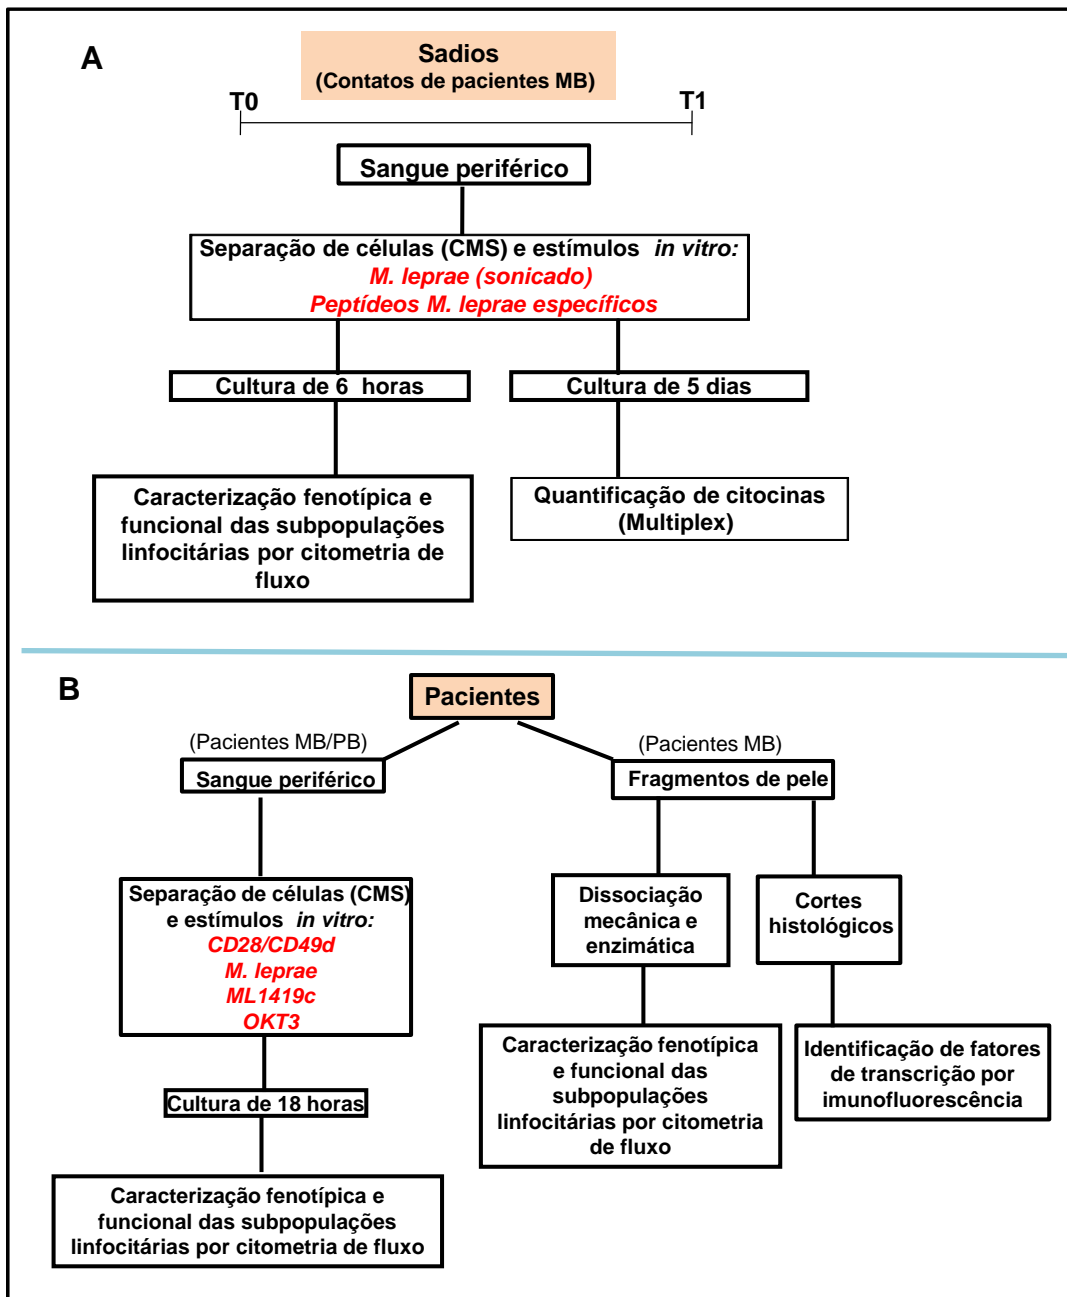 A
Sadios
(Contatos de pacientes MB)
T0
T1
Sangue periférico
Separação de células (CMS) e estímulos in vitro:
M. leprae (sonicado)
Peptídeos M. leprae específicos
Cultura de 6 horas
Cultura de 5 dias
Caracterização fenotípica e
funcional das subpopulações
linfocitárias por citometria de
fluxo
Quantificação de citocinas
(Multiplex)
B
Pacientes
(Pacientes MB/PB)
Sangue periférico
(Pacientes MB)
Fragmentos de pele
Separação de células (CMS)
e estímulos in vitro:
CD28/CD49d
M. leprae
ML1419c
OKT3
Dissociação
mecânica e
enzimática
Cortes
histológicos
Cultura de 18 horas
Caracterização fenotípica
e funcional das
subpopulações
linfocitárias por citometria
de fluxo
Identificação de fatores
de transcrição por
imunofluorescência
Caracterização fenotípica e
funcional das subpopulações
linfocitárias por citometria de fluxo